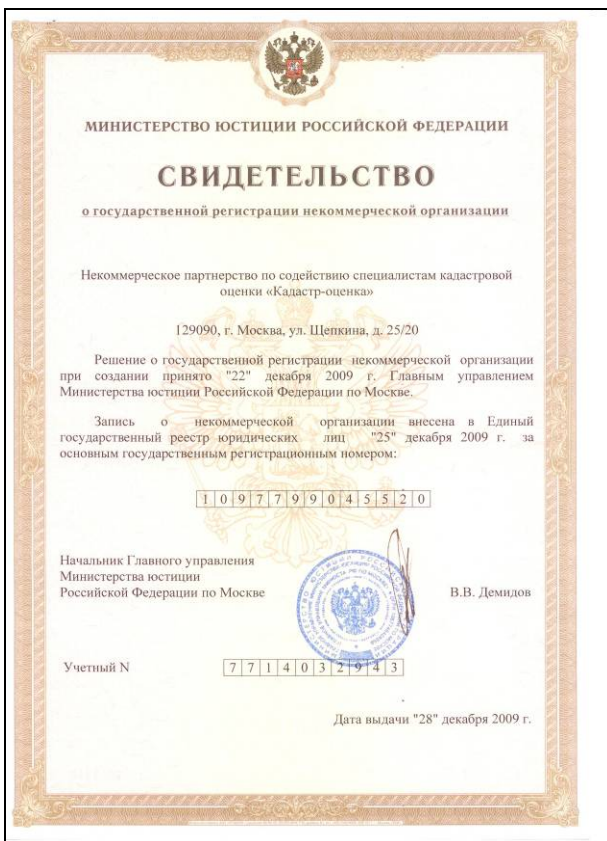 МИНИСТЕРСТВО ЮСТИЦИИ РОССИЙСКОЙ ФЕДЕРАЦИИ
СВИДЕТЕЛЬСТВО
о государственной регистрации некоммерческой организации
Некоммерческое партнерство по содействию специалистам кадастровой
оценки «Кадастр-оценка»
129090, г. Москва, ул. Щепкина, д. 25/20
Решение о государственной регистрации некоммерческой организации
при создании принято "22" декабря 2009 г. Главным управлением
Министерства юстиции Российской Федерации по Москве.
Запись о некоммерческой организации внесена в Единый
государственный реестр юридических лиц "25" декабря 2009 г. за
основным государственным регистрационным номером:
1097799045520
Начальник Главного управления
Министерства юстиции
Российской Федерации по Москве
В.В. Демидов
Учетный N 7714032943
Дата выдачи "28" декабря 2009 г.